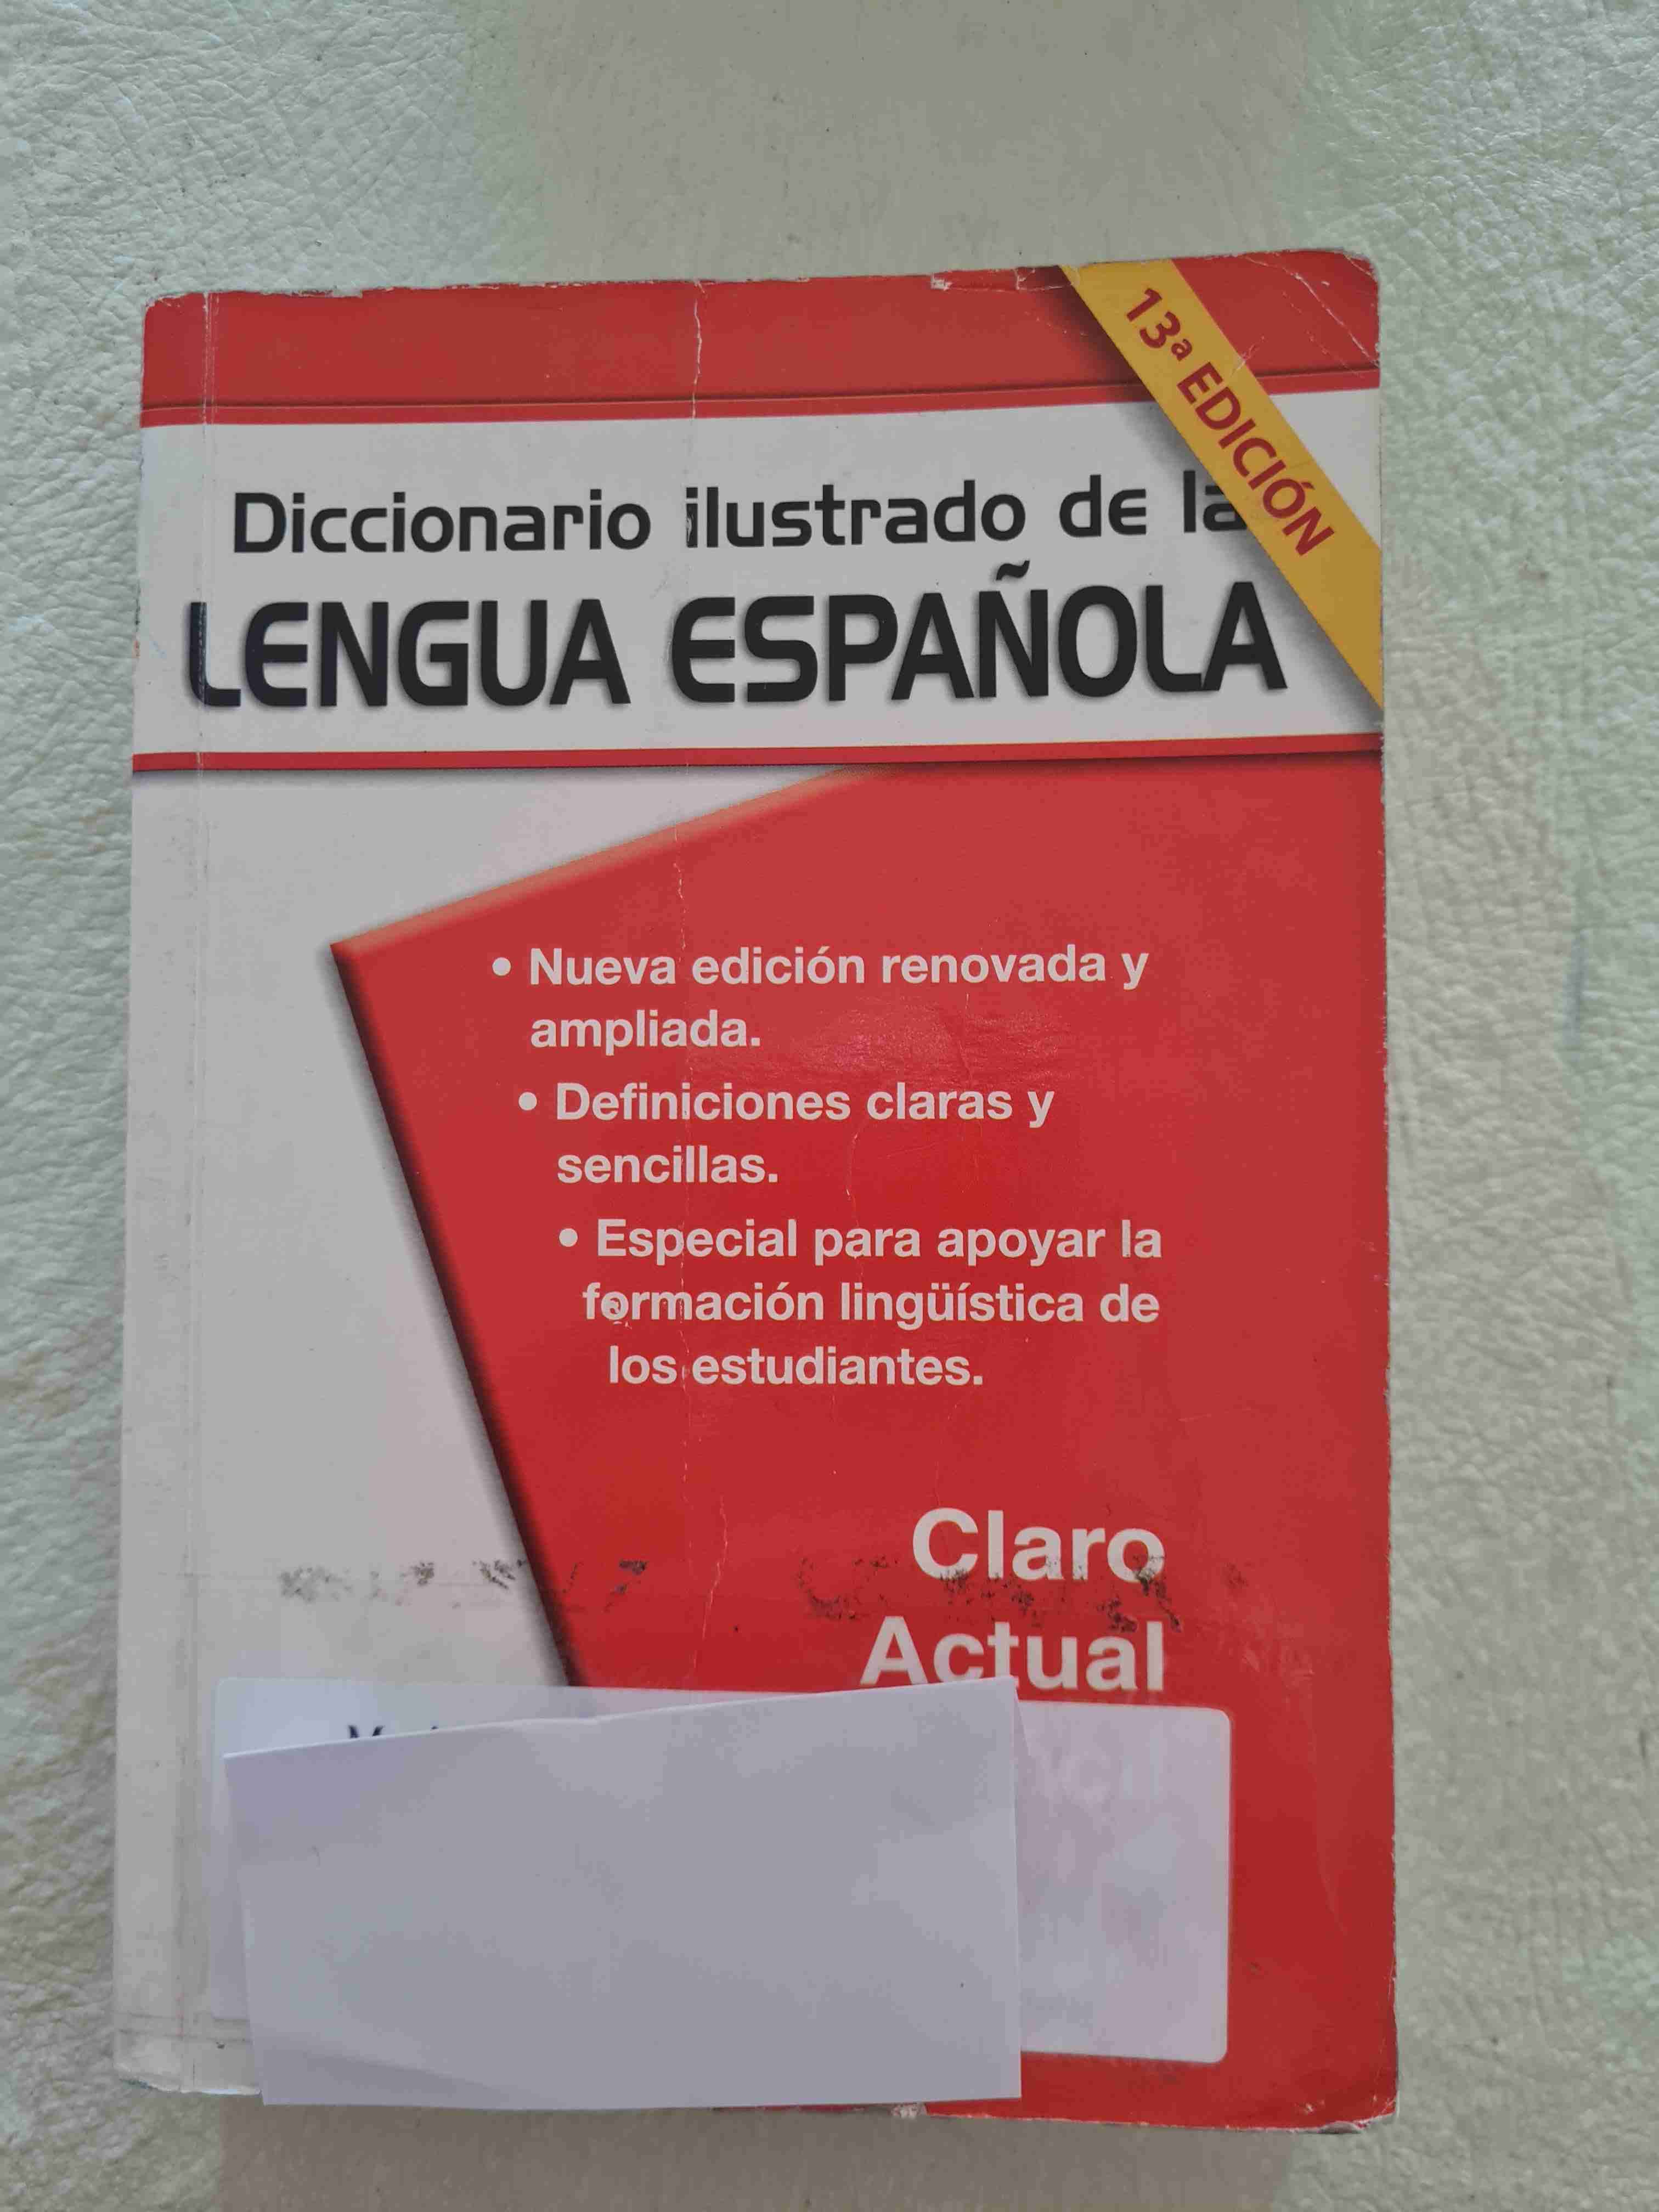 13ª EDICIÓN
Diccionario ilustrado de la
LENGUA ESPAÑOLA
• Nueva edición renovada y
ampliada.
• Definiciones claras y
sencillas.
• Especial para apoyar la
formación lingüística de
los estudiantes.
Claro
Actual